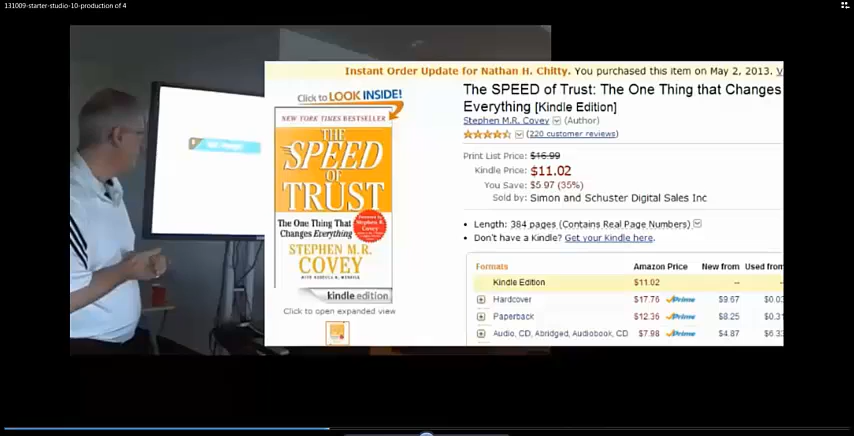 131009-starter-studio-10-production of 4
Instant Order Update for Nathan H. Chitty. You purchased this item on May 2, 2013. V
Click to LOOK INSIDE!
NEW YORK TIMES BESTSELLER
THE
SPEED
OF
TRUST
The One Thing That
Changes Everything
STEPHEN M.R.
COVEY
kindle edition
Click to open expanded view
The SPEED of Trust: The One Thing that Changes
Everything [Kindle Edition]
Stephen M.R. Covey (Author)
(220 customer reviews)
Print List Price: $16.99
Kindle Price: $11.02
You Save: $5.97 (35%)
Sold by: Simon and Schuster Digital Sales Inc
• Length: 384 pages (Contains Real Page Numbers)
• Don't have a Kindle? Get your Kindle here.
Formats Amazon Price New from Used from
Kindle Edition $11.02 -- --
Hardcover $17.76 Prime $9.67 $0.0
Paperback $12.36 Prime $8.25 $0.3
Audio, CD, Abridged, Audiobook, CD $7.98 Prime $4.87 $6.3